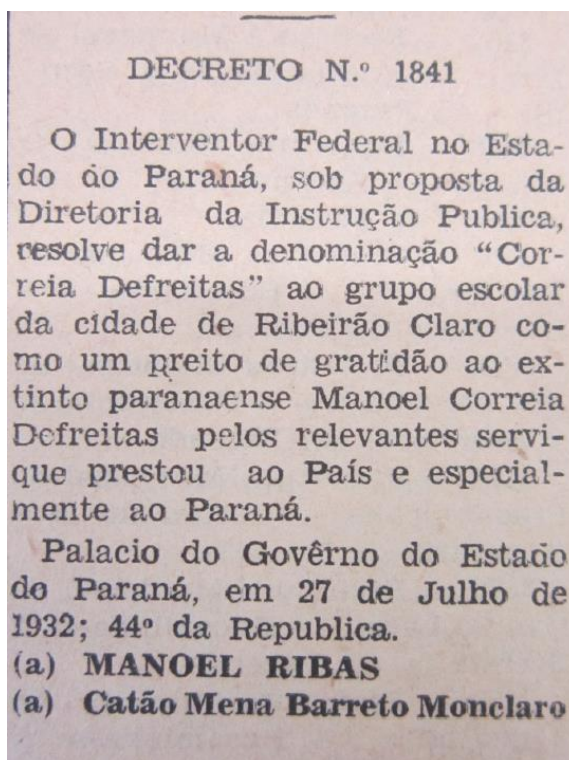 DECRETO N.º 1841
O Interventor Federal no Esta-
do do Paraná, sob proposta da
Diretoria da Instrução Publica,
resolve dar a denominação "Cor-
reia Defreitas" ao grupo escolar
da cidade de Ribeirão Claro co-
mo um preito de gratidão ao ex-
tinto paranaense Manoel Correia
Defreitas pelos relevantes servi-
que prestou ao País e especial-
mente ao Paraná.
Palacio do Govêrno do Estado
do Paraná, em 27 de Julho de
1932; 44º da Republica.
(a) MANOEL RIBAS
(a) Catão Mena Barreto Monclaro